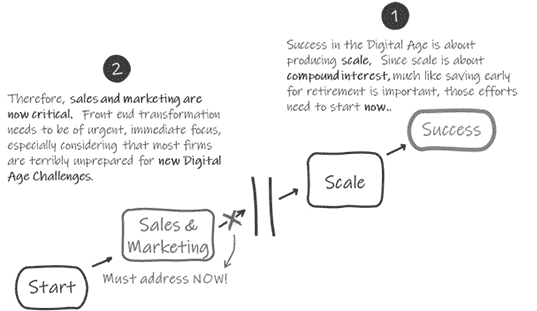 1
Success in the Digital Age is about
producing scale. Since scale is about
compound interest, much like saving early
for retirement is important, those efforts
need to start now..
2
Therefore, sales and marketing are
now critical. Front end transformation
needs to be of urgent, immediate focus,
especially considering that most firms
are terribly unprepared for new Digital
Age Challenges.
Success
Scale
Sales &
Marketing
Must address NOW!
Start